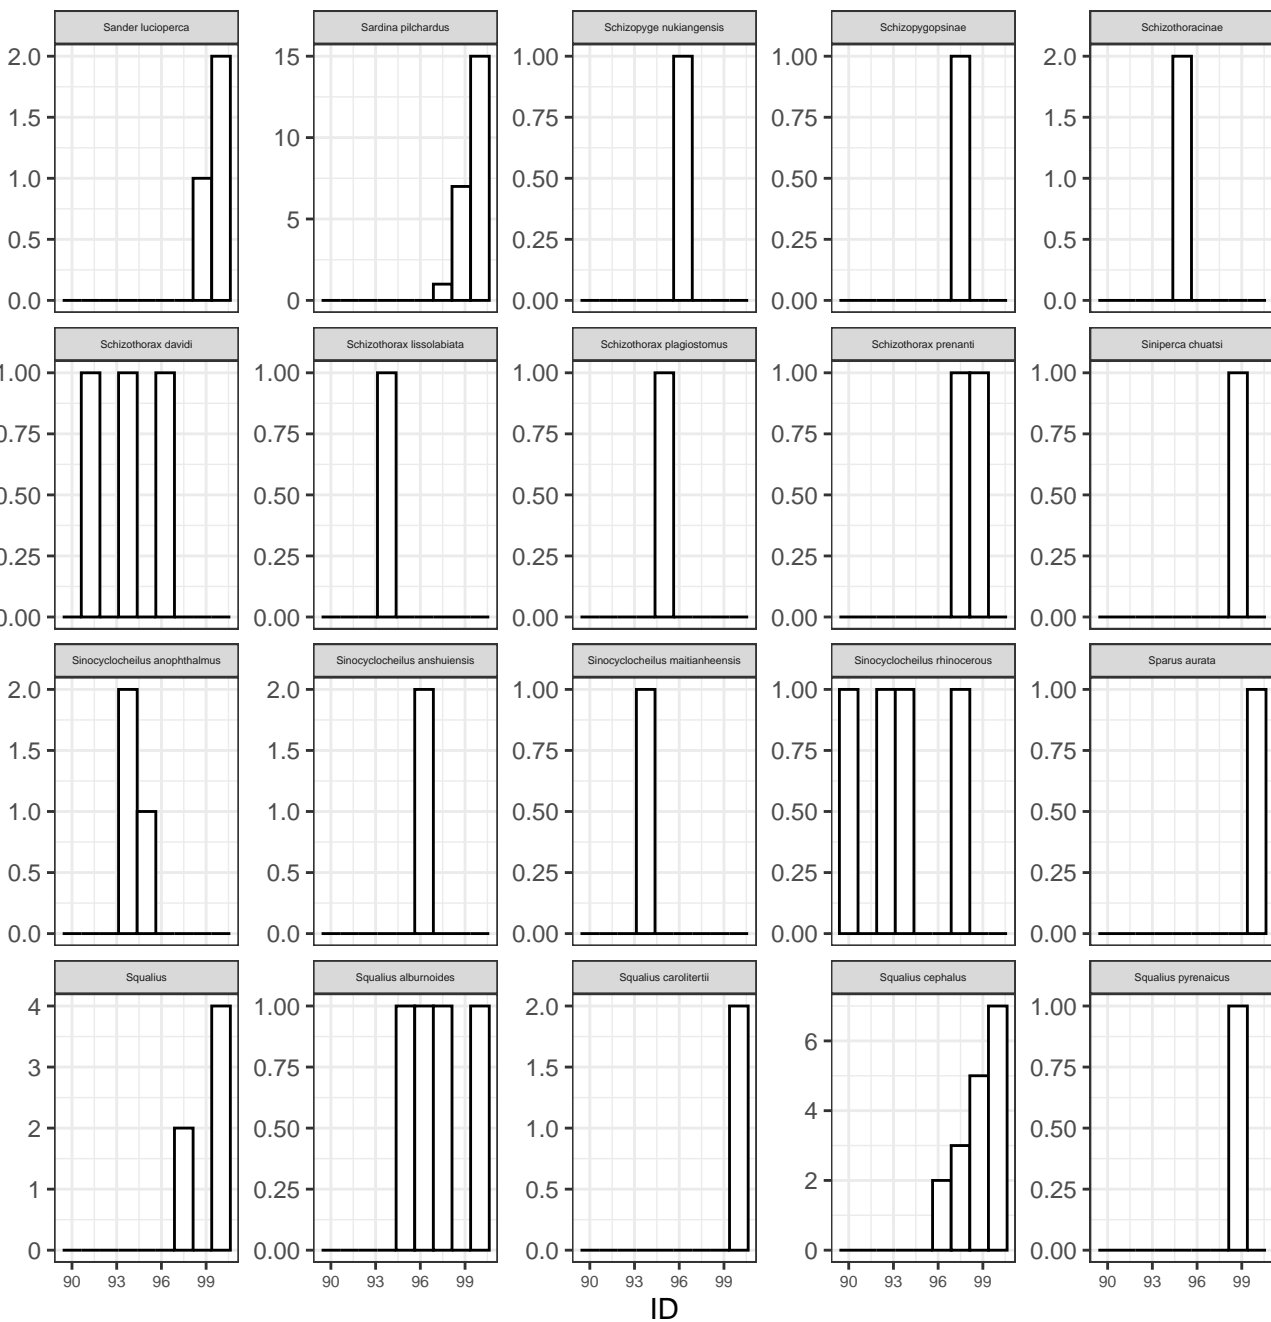 Sander lucioperca Sardina pilchardus Schizopyge nukiangensis Schizopygopsinae Schizothoracinae
2.0 15 1.00 1.00 2.0
1.5 0.75 0.75 1.5
10
1.0 0.50 0.50 1.0
5
0.5 0.25 0.25 0.5
0.0 0 0.00 0.00 0.0
Schizothorax davidi Schizothorax lissolabiata Schizothorax plagiostomus Schizothorax prenanti Siniperca chuatsi
1.00 1.00 1.00 1.00 1.00
0.75 0.75 0.75 0.75 0.75
0.50 0.50 0.50 0.50 0.50
0.25 0.25 0.25 0.25 0.25
0.00 0.00 0.00 0.00 0.00
Sinocyclocheilus anophthalmus Sinocyclocheilus anshuiensis Sinocyclocheilus maitianheensis Sinocyclocheilus rhinocerous Sparus aurata
2.0 2.0 1.00 1.00 1.00
1.5 1.5 0.75 0.75 0.75
1.0 1.0 0.50 0.50 0.50
0.5 0.5 0.25 0.25 0.25
0.0 0.0 0.00 0.00 0.00
Squalius Squalius alburnoides Squalius carolitertii Squalius cephalus Squalius pyrenaicus
4 1.00 2.0 1.00
6
3 0.75 1.5 0.75
4
2 0.50 1.0 0.50
2
1 0.25 0.5 0.25
0 0.00 0.0 0 0.00
90 93 96 99 90 93 96 99 90 93 96 99 90 93 96 99 90 93 96 99
ID